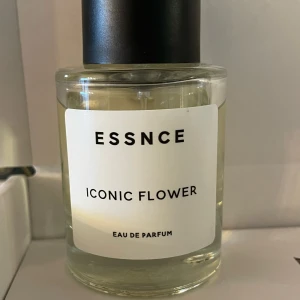 ESSNCE
ICONIC FLOWER
EAU DE PARFUM